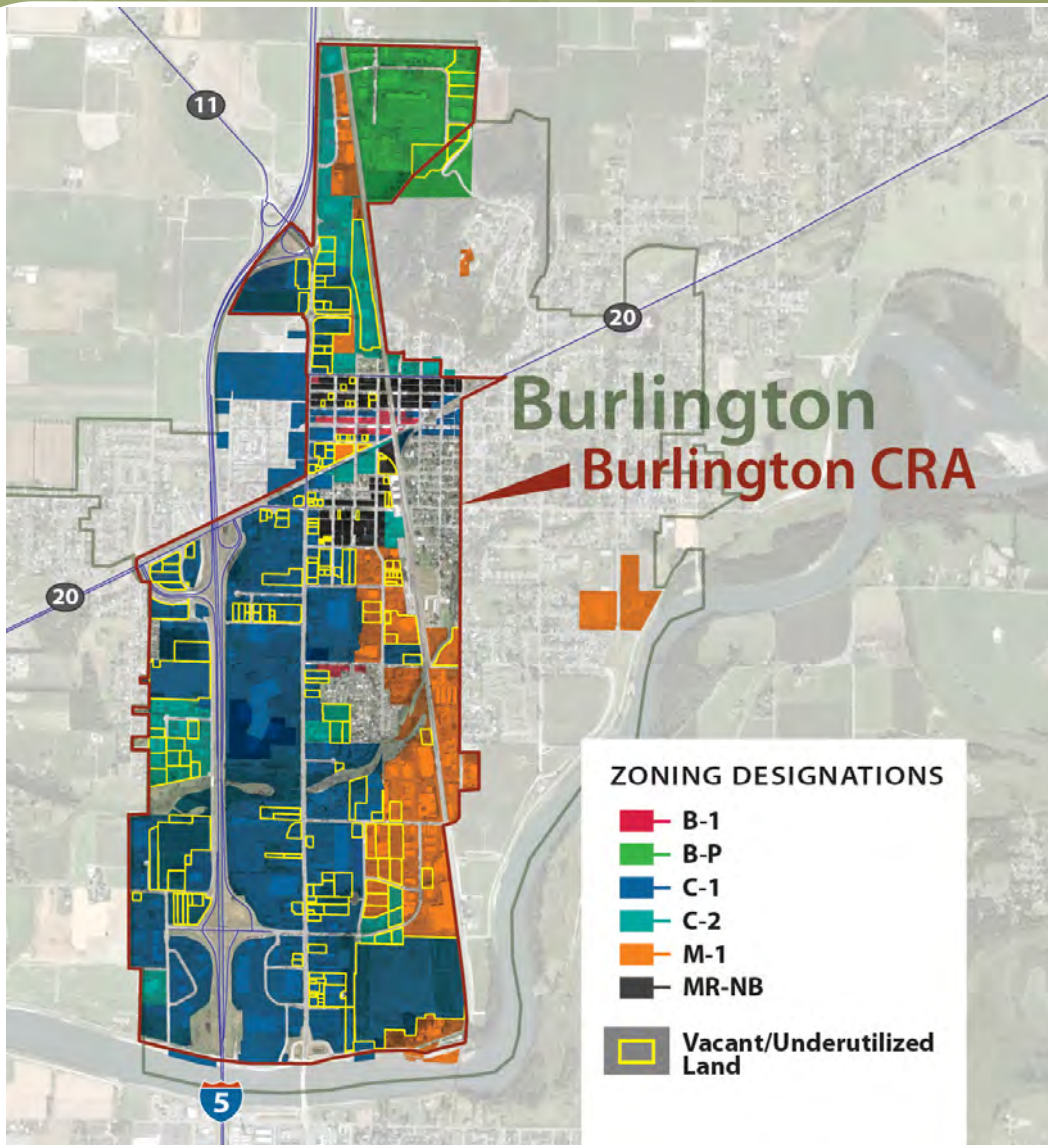 11
20
Burlington
Burlington CRA
20
ZONING DESIGNATIONS
B-1
B-P
C-1
C-2
M-1
MR-NB
Vacant/Underutilized
Land
5